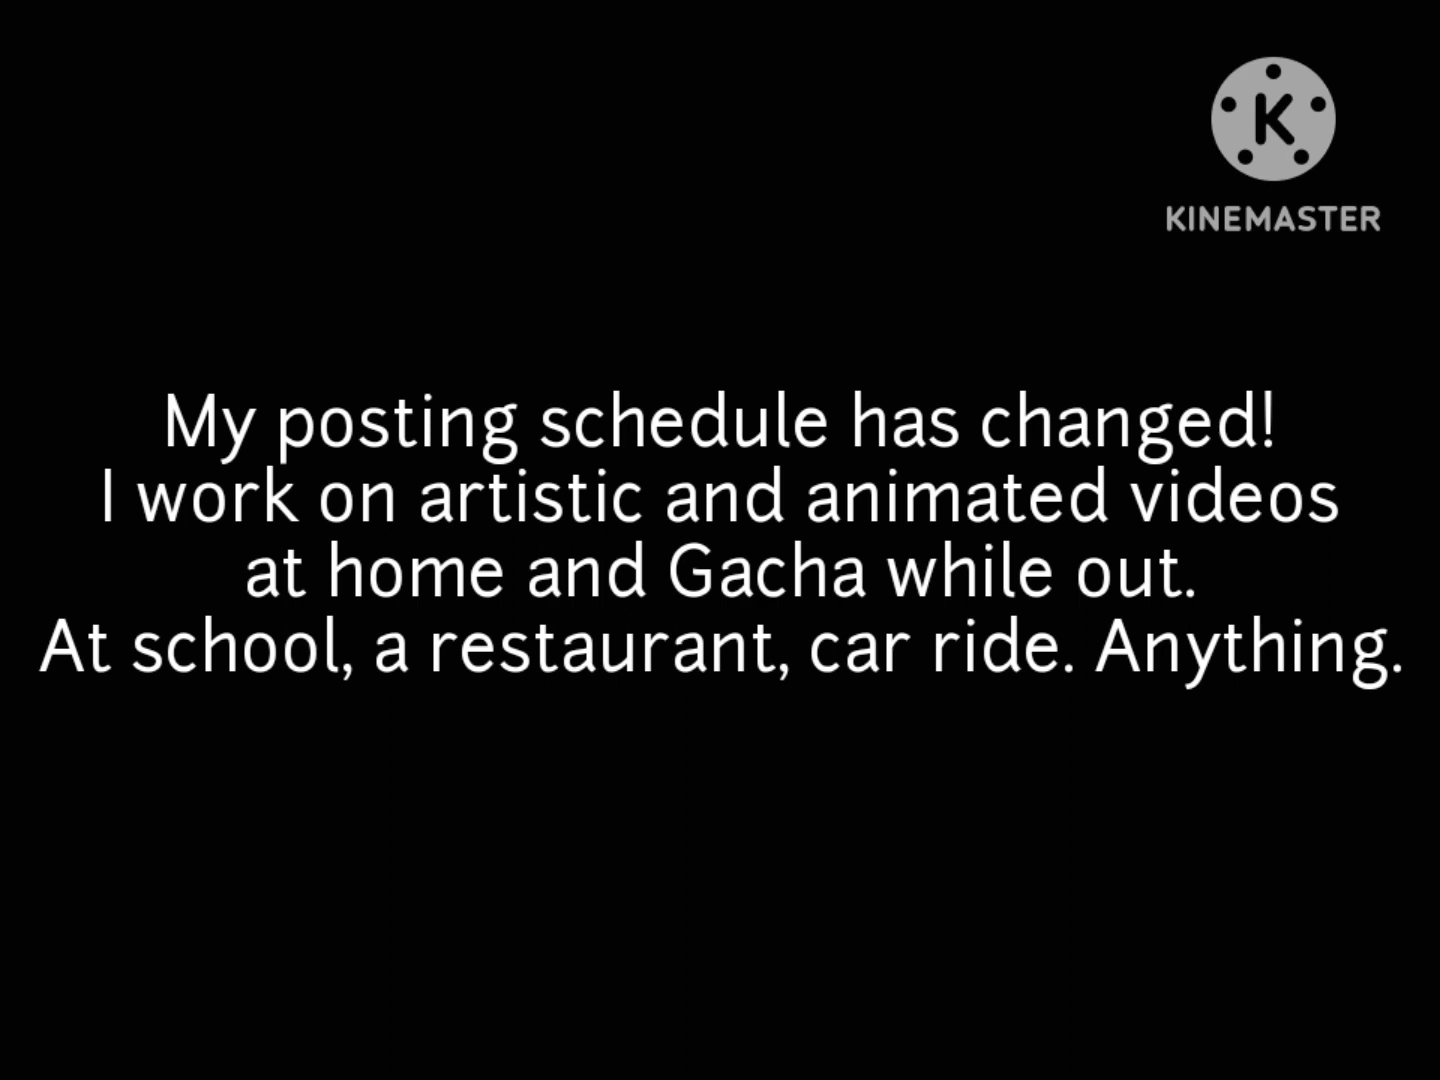 K
KINEMASTER
My posting schedule has changed!
I work on artistic and animated videos
at home and Gacha while out.
At school, a restaurant, car ride. Anything.